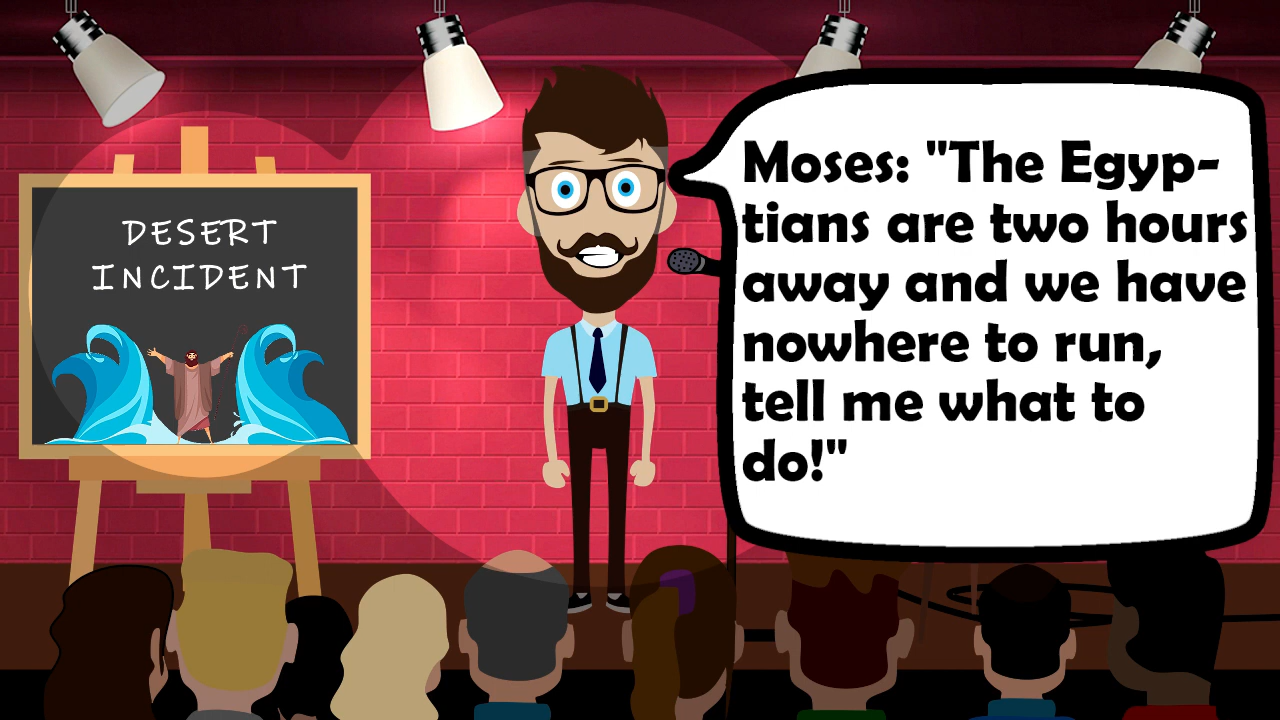 DESERT
INCIDENT
Moses: "The Egyp-
tians are two hours
away and we have
nowhere to run,
tell me what to
do!"